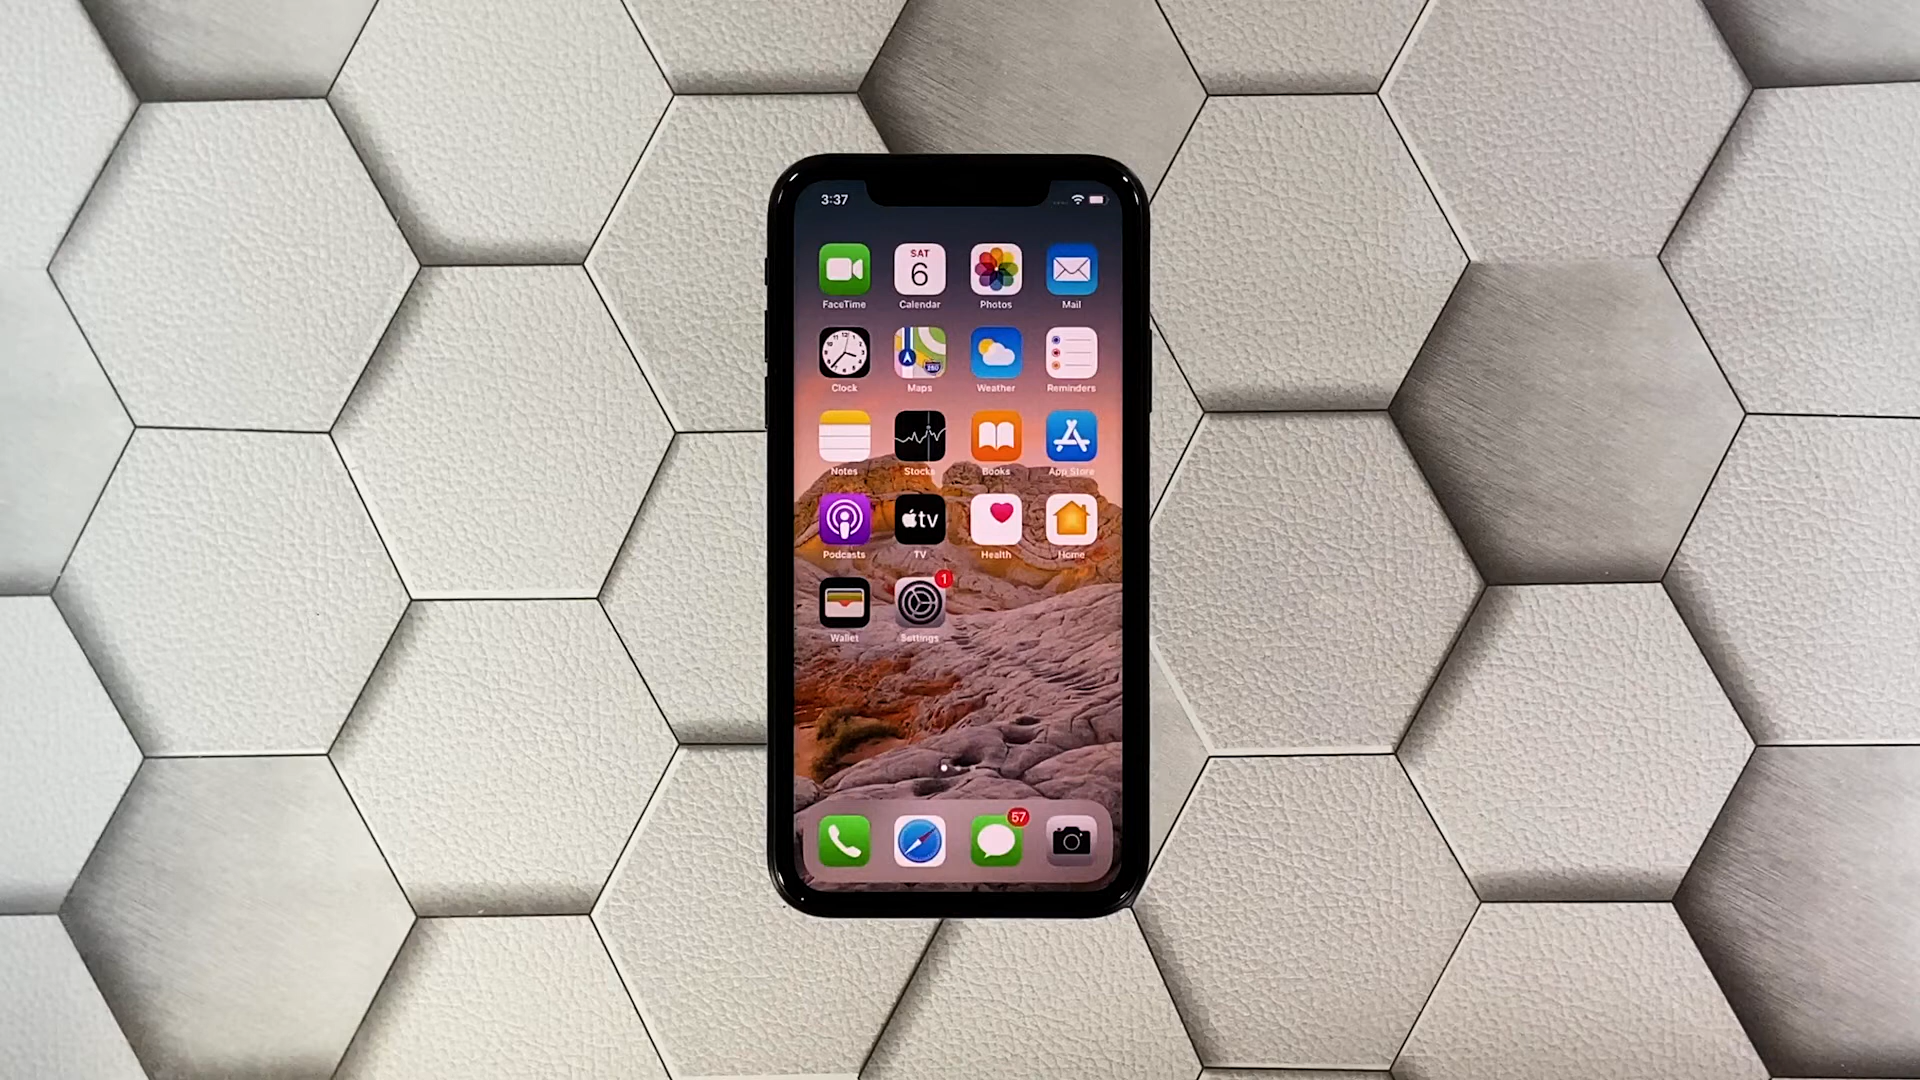 3:37
SAT
6
FaceTime Calendar Photos Mail
Clock Maps Weather Reminders
Notes Stocks Books App Store
tv
Podcasts TV Health Home
1
Wallet Settings
57